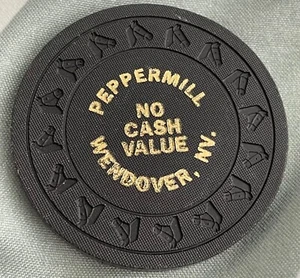 PEPPERMILL
NO
CASH
VALUE
WENDOVER, NV.